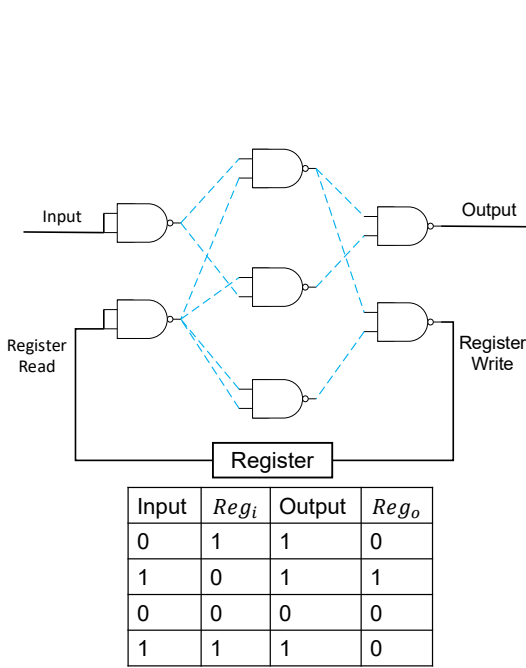 Input
Output
Register
Read
Register
Write
Register
Input Reg_i Output Reg_o
0 1 1 0
1 0 1 1
0 0 0 0
1 1 1 0